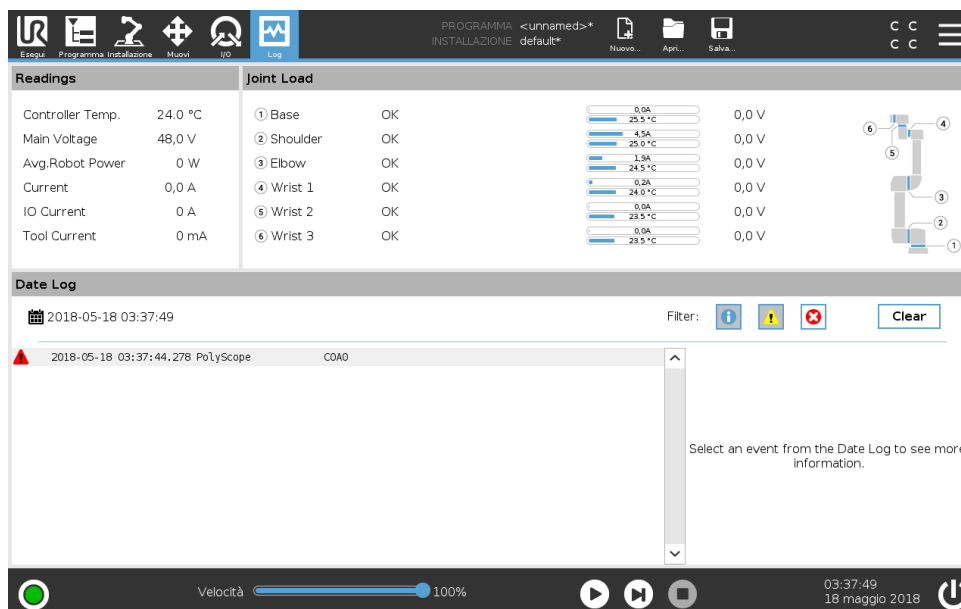 PROGRAMMA <unnamed>*
INSTALLAZIONE default*
Esegui Programma Installazione Muovi I/O Log Nuovo... Apri... Salva...
C C
C C
Readings
Controller Temp. 24.0 °C
Main Voltage 48,0 V
Avg.Robot Power 0 W
Current 0,0 A
IO Current 0 A
Tool Current 0 mA
Joint Load
1 Base OK 0,0A 25.5 °C 0,0 V
2 Shoulder OK 4,5A 25.0 °C 0,0 V
3 Elbow OK 1,9A 24.5 °C 0,0 V
4 Wrist 1 OK 0,2A 24.0 °C 0,0 V
5 Wrist 2 OK 0,0A 23.5 °C 0,0 V
6 Wrist 3 OK 0,0A 23.5 °C 0,0 V
6 4
5
3
2
1
Date Log
2018-05-18 03:37:49 Filter: Clear
2018-05-18 03:37:44.278 PolyScope C0A0
Select an event from the Date Log to see more
information.
Velocità 100%
03:37:49
18 maggio 2018